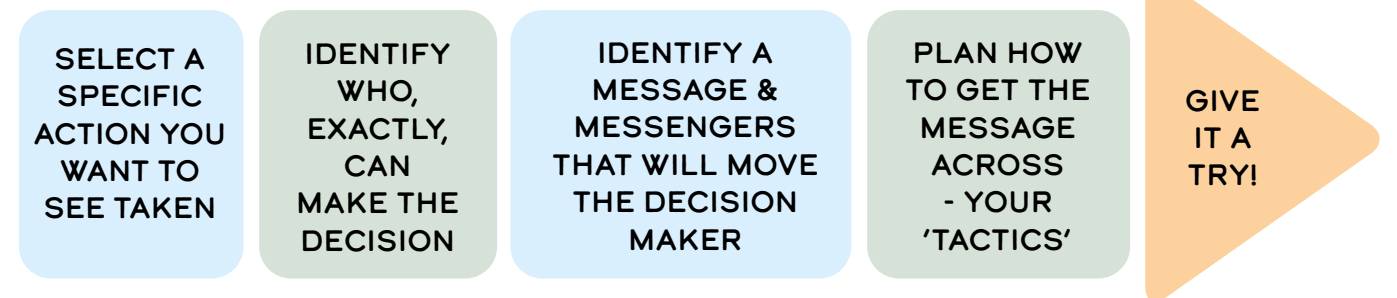 SELECT A
SPECIFIC
ACTION YOU
WANT TO
SEE TAKEN
IDENTIFY
WHO,
EXACTLY,
CAN
MAKE THE
DECISION
IDENTIFY A
MESSAGE &
MESSENGERS
THAT WILL MOVE
THE DECISION
MAKER
PLAN HOW
TO GET THE
MESSAGE
ACROSS
- YOUR
'TACTICS'
GIVE
IT A
TRY!